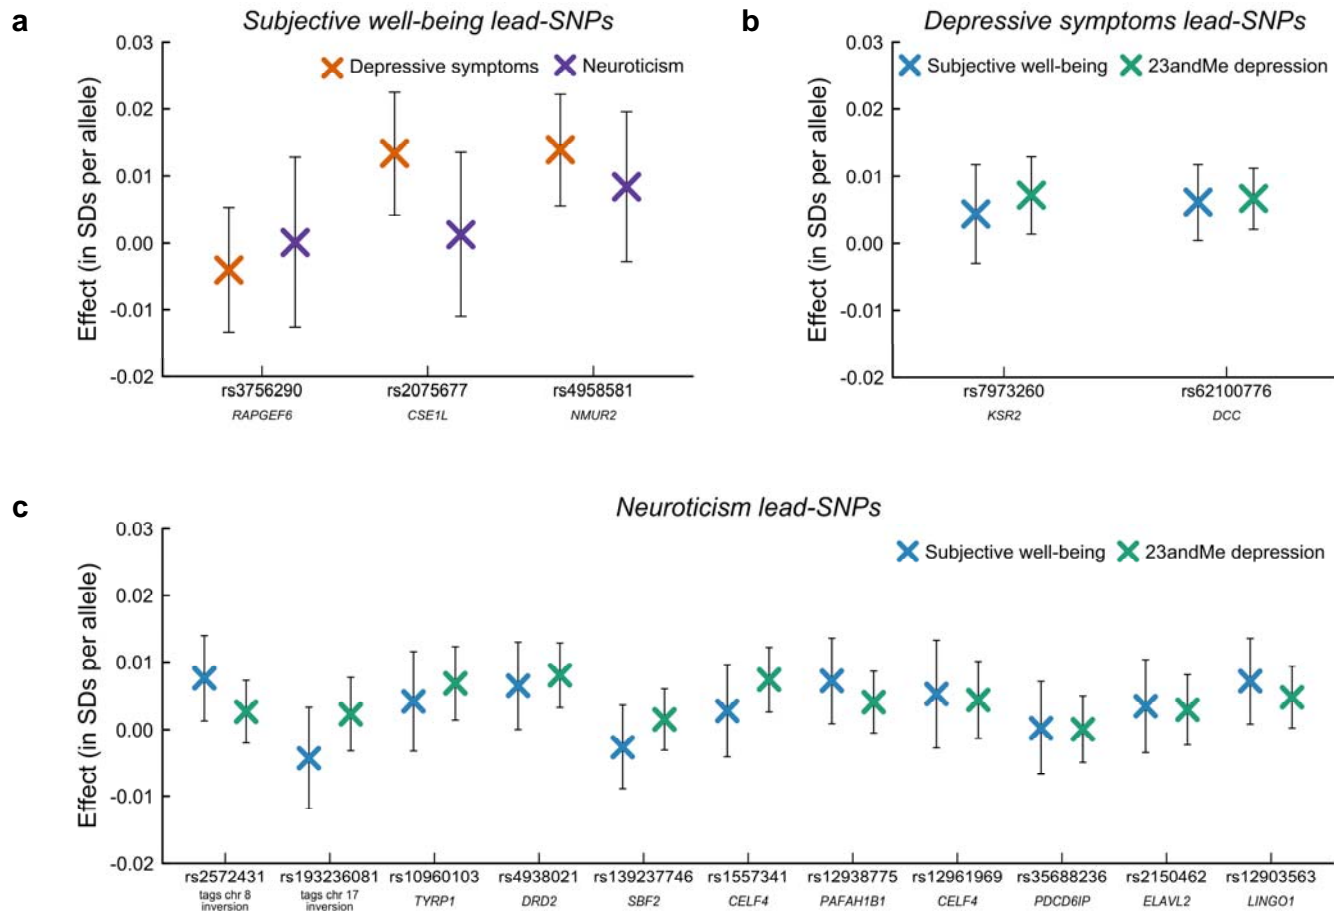 a
Subjective well-being lead-SNPs
Depressive symptoms
Neuroticism
Effect (in SDs per allele)
0.03
0.02
0.01
0.00
-0.01
-0.02
rs3756290
rs2075677
rs4958581
RAPGEF6
CSE1L
NMUR2
b
Depressive symptoms lead-SNPs
Subjective well-being
23andMe depression
Effect (in SDs per allele)
0.03
0.02
0.01
0.00
-0.01
-0.02
rs7973260
rs62100776
KSR2
DCC
c
Neuroticism lead-SNPs
Subjective well-being
23andMe depression
Effect (in SDs per allele)
0.03
0.02
0.01
0.00
-0.01
-0.02
rs2572431
tags chr 8
inversion
rs193236081
tags chr 17
inversion
rs10960103
TYRP1
rs4938021
DRD2
rs139237746
SBF2
rs1557341
CELF4
rs12938775
PAFAH1B1
rs12961969
CELF4
rs35688236
PDCD6IP
rs2150462
ELAVL2
rs12903563
LINGO1